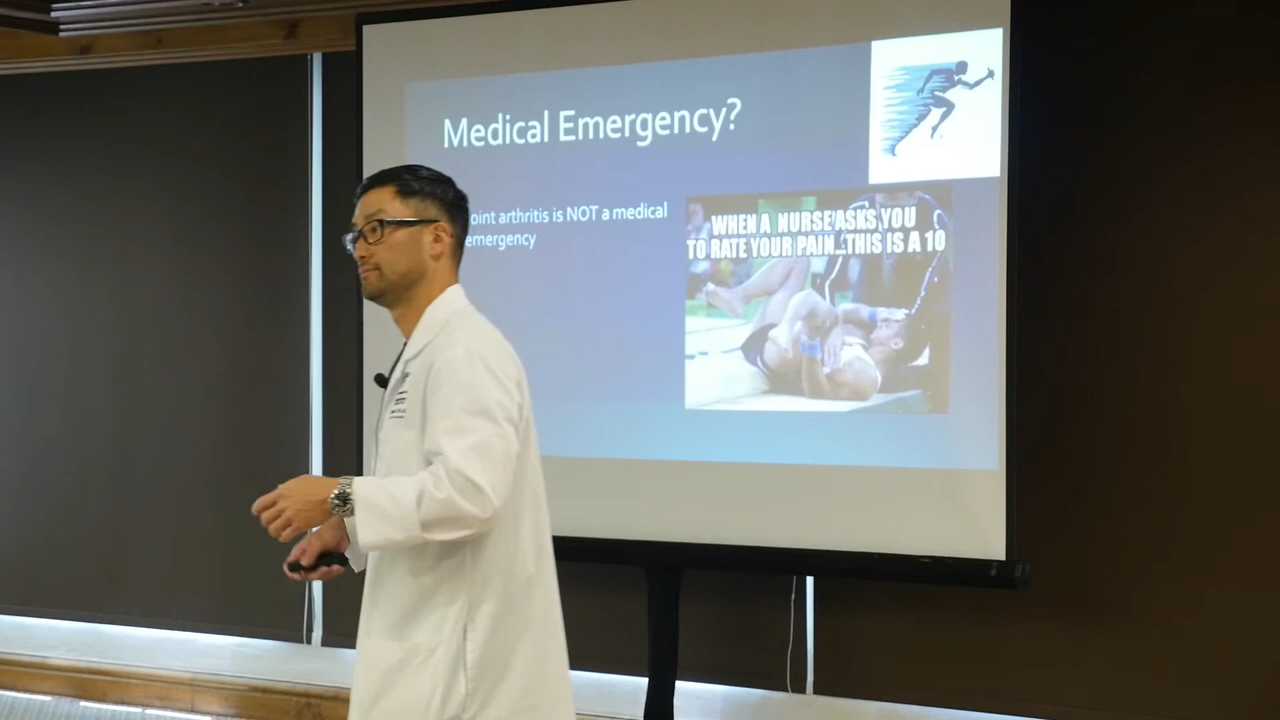 Medical Emergency?
oint arthritis is NOT a medical
emergency
WHEN A NURSE ASKS YOU
TO RATE YOUR PAIN...THIS IS A 10